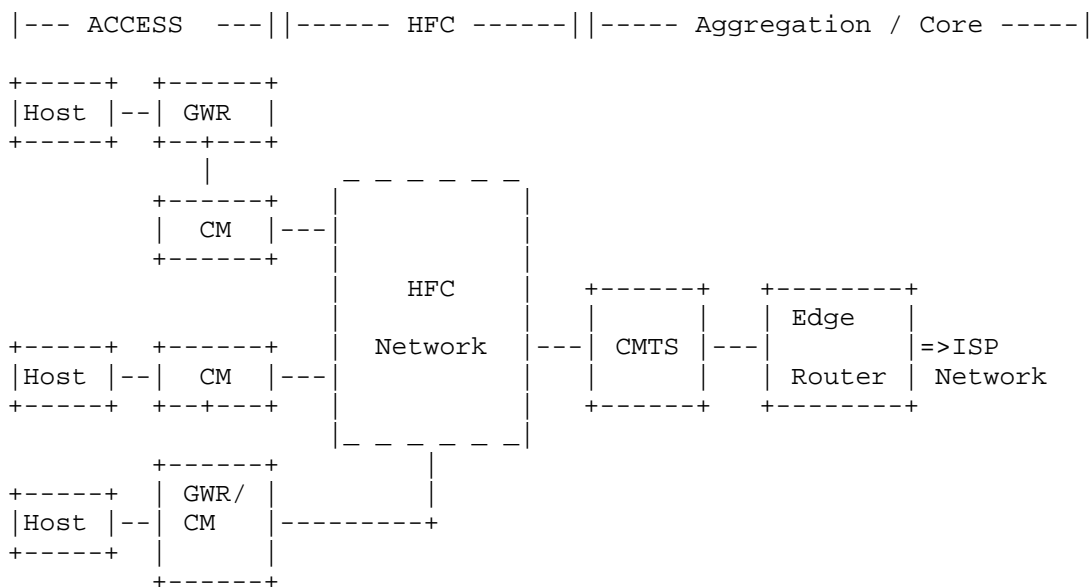 |--- ACCESS ---||------ HFC ------||----- Aggregation / Core -----|
Host GWR
CM
HFC
Edge
Host CM Network CMTS =>ISP
Router Network
GWR/
Host CM